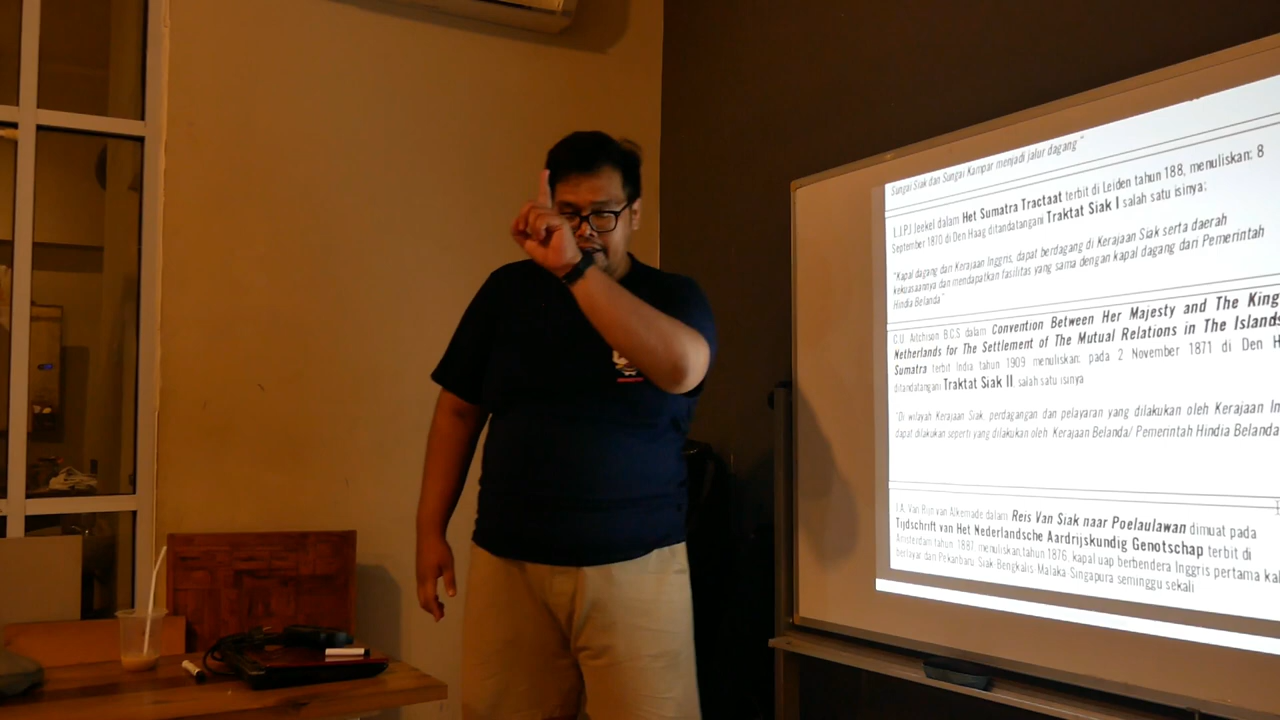 Sungai Siak dan Sungai Kampar menjadi jalur dagang"
L.I.P.J Jeekel dalam Het Sumatra Tractaat terbit di Leiden tahun 188, menuliskan: 8
September 1870 di Den Haag ditandatangani Traktat Siak I salah satu isinya;
"Kapal dagang dari Kerajaan Inggris, dapat berdagang di Kerajaan Siak serta daerah
kekuasaannya dan mendapatkan fasilitas yang sama dengan kapal dagang dari Pemerintah
Hindia Belanda"
C.U. Aitchison B.C.S dalam Convention Between Her Majesty and The King
Netherlands for The Settlement of The Mutual Relations in The Islands
Sumatra terbit India tahun 1909 menuliskan: pada 2 November 1871 di Den H
ditandatangani Traktat Siak II, salah satu isinya
"Di wilayah Kerajaan Siak, perdagangan dan pelayaran yang dilakukan oleh Kerajaan In
dapat dilakukan seperti yang dilakukan oleh Kerajaan Belanda/ Pemerintah Hindia Belanda
J.A. Van Rijn van Alkemade dalam Reis Van Siak naar Poelaulawan dimuat pada
Tijdschrift van Het Nederlandsche Aardrijskundig Genotschap terbit di
Amsterdam tahun 1887, menuliskan,tahun 1876, kapal uap berbendera Inggris pertama kal
berlayar dari Pekanbaru, Siak-Bengkalis-Malaka-Singapura seminggu sekali